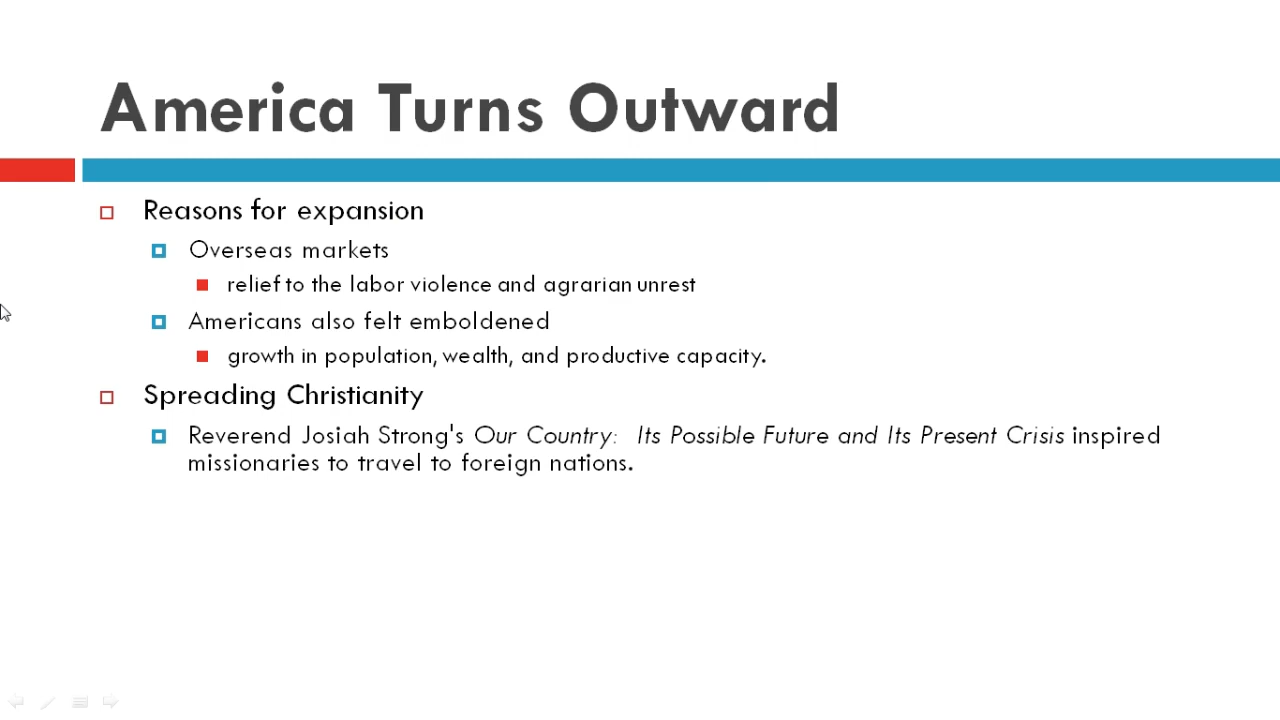 America Turns Outward
Reasons for expansion
Overseas markets
relief to the labor violence and agrarian unrest
Americans also felt emboldened
growth in population, wealth, and productive capacity.
Spreading Christianity
Reverend Josiah Strong's Our Country:  Its Possible Future and Its Present Crisis inspired
missionaries to travel to foreign nations.